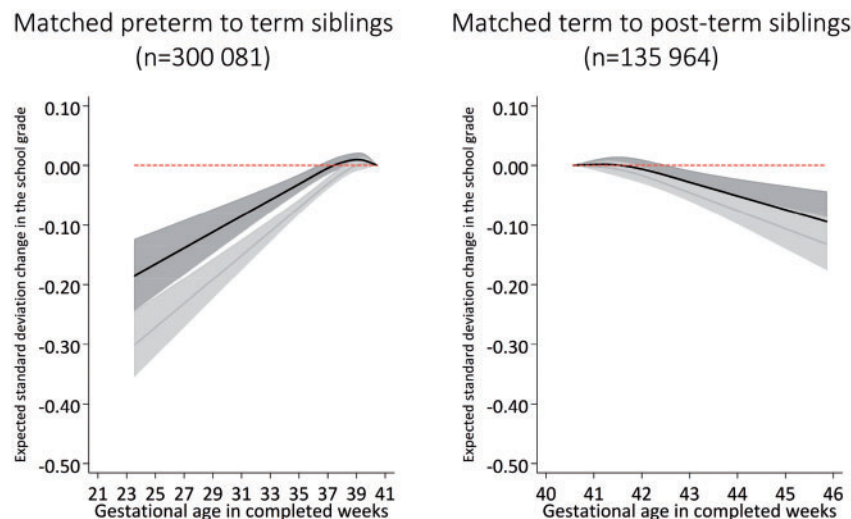 Matched preterm to term siblings
(n=300 081)
Expected standard deviation change in the school grade
0.10
0.00
-0.10
-0.20
-0.30
-0.40
-0.50
21 23 25 27 29 31 33 35 37 39 41
Gestational age in completed weeks
Matched term to post-term siblings
(n=135 964)
Expected standard deviation change in the school grade
0.10
0.00
-0.10
-0.20
-0.30
-0.40
-0.50
40 41 42 43 44 45 46
Gestational age in completed weeks